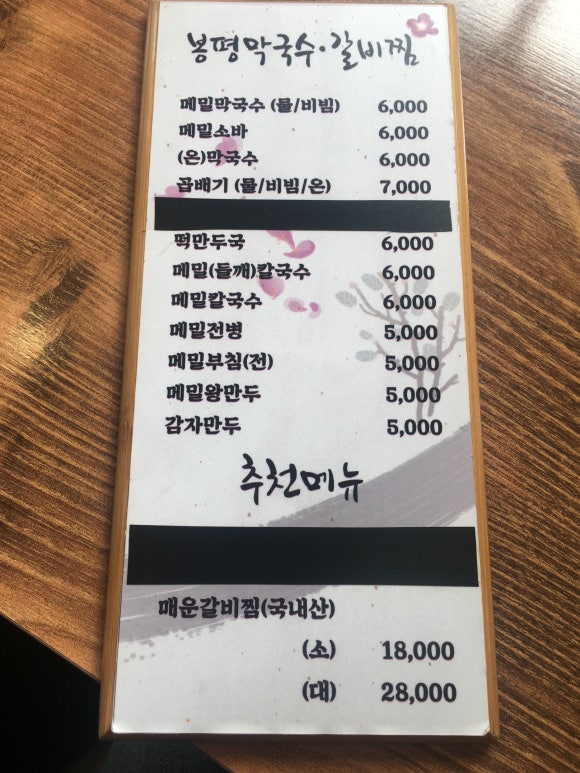 봉평막국수·갈비찜
메밀막국수 (물/비빔) 6,000
메밀소바 6,000
(온)막국수 6,000
곱배기 (물/비빔/온) 7,000
떡만두국 6,000
메밀(들깨)칼국수 6,000
메밀칼국수 6,000
메밀전병 5,000
메밀부침(전) 5,000
메밀왕만두 5,000
감자만두 5,000
추천메뉴
매운갈비찜(국내산)
(소) 18,000
(대) 28,000